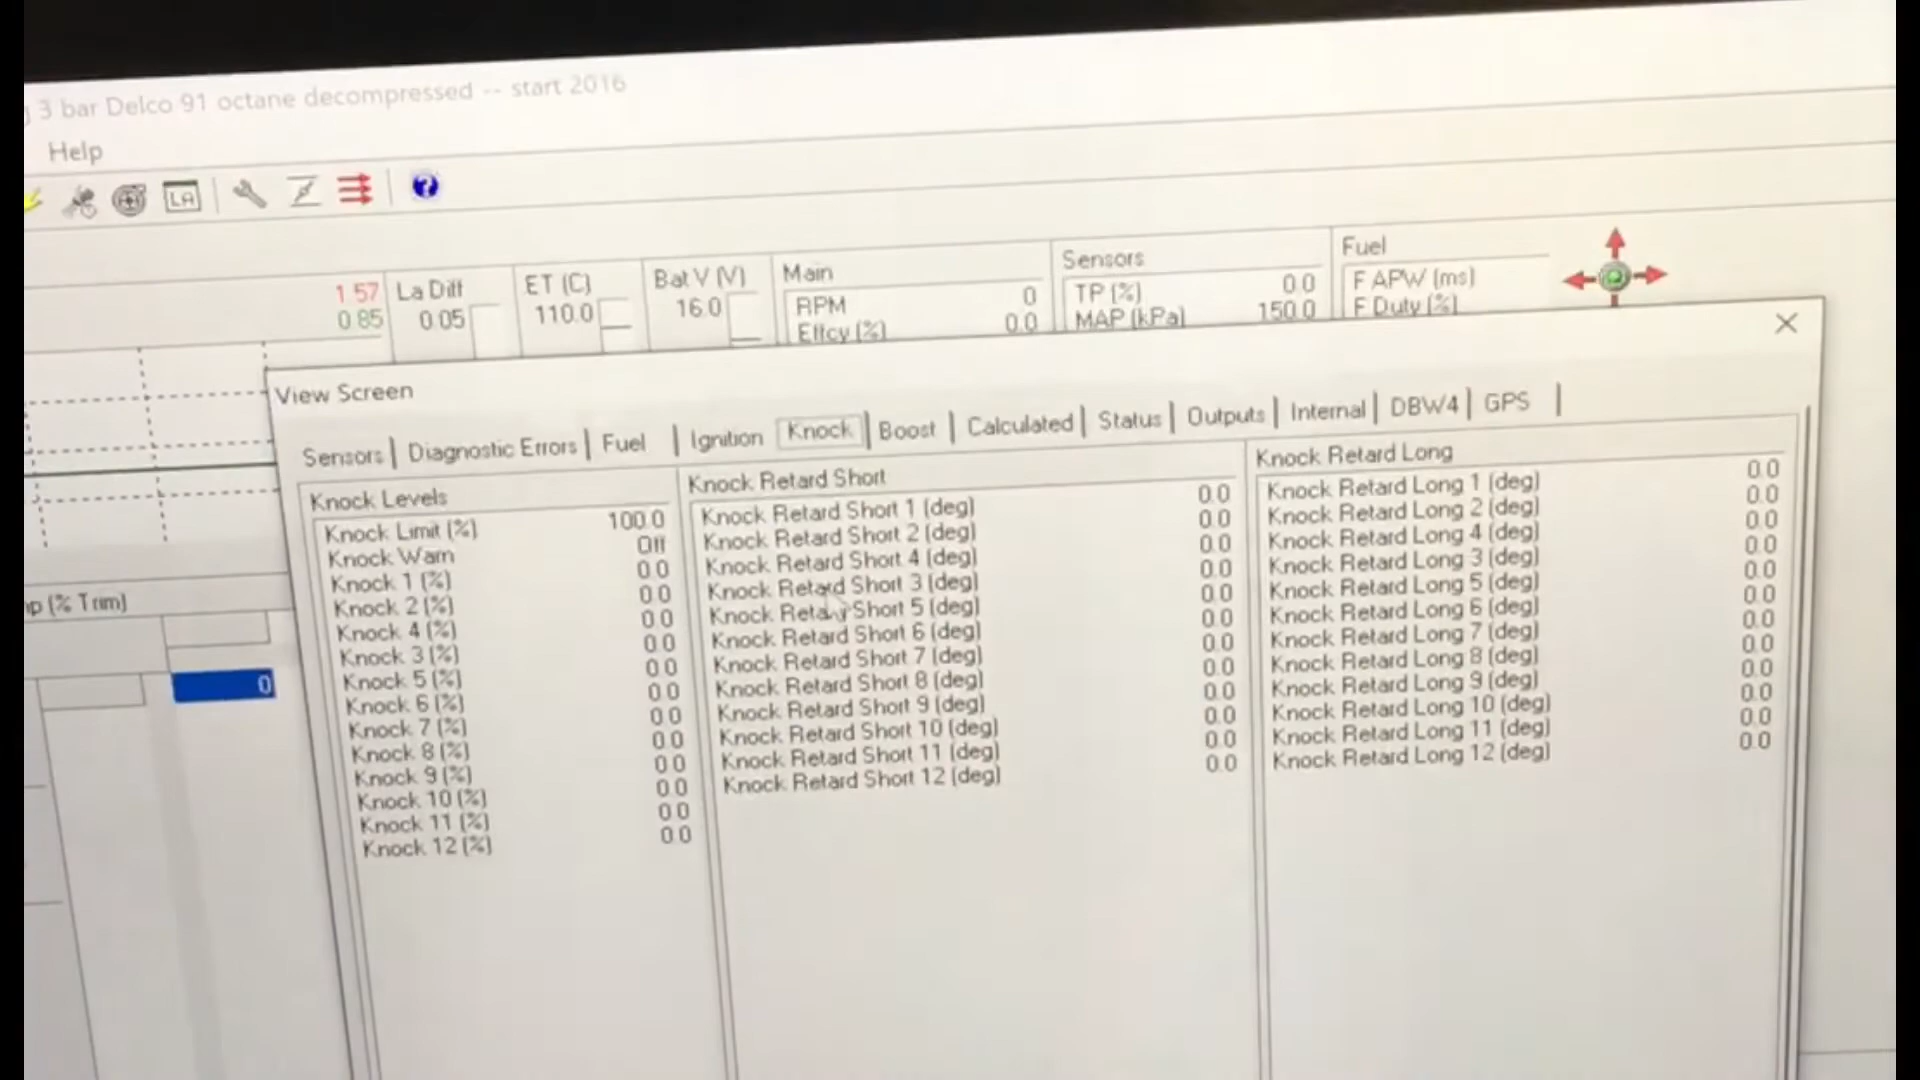 3 bar Delco 91 octane decompressed -- start 2016
Help
LA
?
1.57
0.85
La Diff
0.05
ET (C)
110.0
Bat V (V)
16.0
Main
RPM 0
Effcy (%) 0.0
Sensors
TP (%) 0.0
MAP (kPa) 150.0
Fuel
F APW (ms)
F Duty (%)
View Screen
Sensors Diagnostic Errors Fuel Ignition Knock Boost Calculated Status Outputs Internal DBW4 GPS
Knock Levels
Knock Limit (%) 100.0
Knock Warn Off
Knock 1 (%) 0.0
Knock 2 (%) 0.0
Knock 4 (%) 0.0
Knock 3 (%) 0.0
Knock 5 (%) 0.0
Knock 6 (%) 0.0
Knock 7 (%) 0.0
Knock 8 (%) 0.0
Knock 9 (%) 0.0
Knock 10 (%) 0.0
Knock 11 (%) 0.0
Knock 12 (%) 0.0
Knock Retard Short
Knock Retard Short 1 (deg) 0.0
Knock Retard Short 2 (deg) 0.0
Knock Retard Short 4 (deg) 0.0
Knock Retard Short 3 (deg) 0.0
Knock Retard Short 5 (deg) 0.0
Knock Retard Short 6 (deg) 0.0
Knock Retard Short 7 (deg) 0.0
Knock Retard Short 8 (deg) 0.0
Knock Retard Short 9 (deg) 0.0
Knock Retard Short 10 (deg) 0.0
Knock Retard Short 11 (deg) 0.0
Knock Retard Short 12 (deg) 0.0
Knock Retard Long
Knock Retard Long 1 (deg) 0.0
Knock Retard Long 2 (deg) 0.0
Knock Retard Long 4 (deg) 0.0
Knock Retard Long 3 (deg) 0.0
Knock Retard Long 5 (deg) 0.0
Knock Retard Long 6 (deg) 0.0
Knock Retard Long 7 (deg) 0.0
Knock Retard Long 8 (deg) 0.0
Knock Retard Long 9 (deg) 0.0
Knock Retard Long 10 (deg) 0.0
Knock Retard Long 11 (deg) 0.0
Knock Retard Long 12 (deg) 0.0
(% Trim)
0